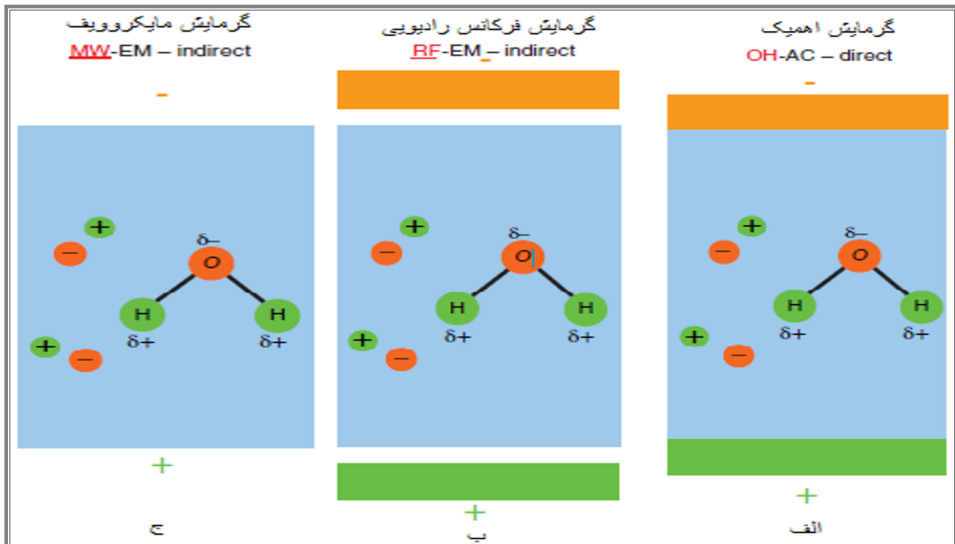 گرمایش اهمیک
OH-AC – direct
-
δ–
O
H
H
δ+
δ+
+
–
+
–
+
الف
گرمایش فرکانس رادیویی
RF-EM – indirect
-
δ–
O
H
H
δ+
δ+
+
–
+
–
+
ب
گرمایش مایکروویف
MW-EM – indirect
-
δ–
O
H
H
δ+
δ+
+
–
+
–
+
ج